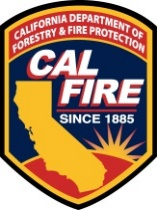 CALIFORNIA DEPARTMENT OF
FORESTRY & FIRE PROTECTION
CAL
FIRE
SINCE 1885